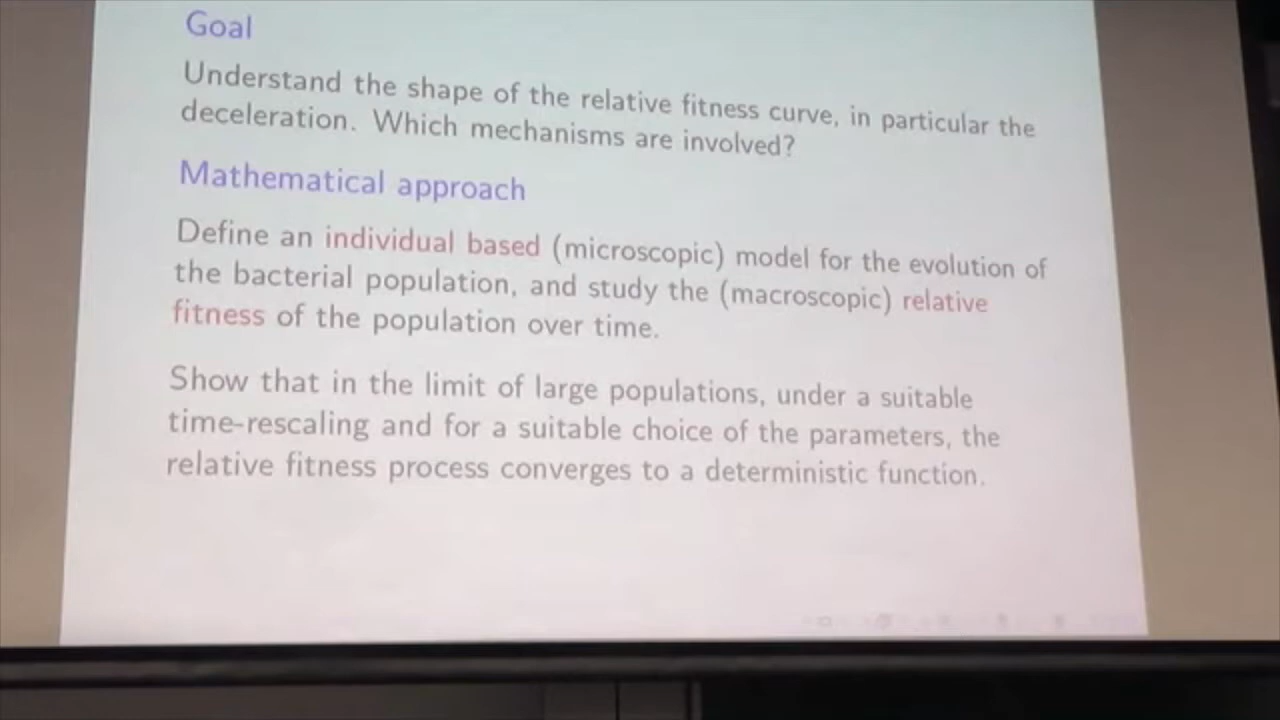 Goal
Understand the shape of the relative fitness curve, in particular the
deceleration. Which mechanisms are involved?
Mathematical approach
Define an individual based (microscopic) model for the evolution of
the bacterial population, and study the (macroscopic) relative
fitness of the population over time.
Show that in the limit of large populations, under a suitable
time-rescaling and for a suitable choice of the parameters, the
relative fitness process converges to a deterministic function.